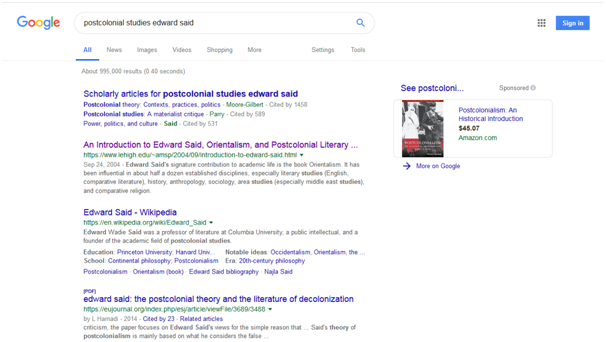 Google
postcolonial studies edward said
Sign in
All News Images Videos Shopping More Settings Tools
About 995,000 results (0.40 seconds)
Scholarly articles for postcolonial studies edward said
Postcolonial theory: Contexts, practices, politics - Moore-Gilbert - Cited by 1458
Postcolonial studies: A materialist critique - Parry - Cited by 589
Power, politics, and culture - Said - Cited by 531
An Introduction to Edward Said, Orientalism, and Postcolonial Literary ...
https://www.lehigh.edu/~amsp/2004/09/introduction-to-edward-said.html
Sep 24, 2004 - Edward Said's signature contribution to academic life is the book Orientalism. It has
been influential in about half a dozen established disciplines, especially literary studies (English,
comparative literature), history, anthropology, sociology, area studies (especially middle east studies),
and comparative religion.
Edward Said - Wikipedia
https://en.wikipedia.org/wiki/Edward_Said
Edward Wadie Said was a professor of literature at Columbia University, a public intellectual, and a
founder of the academic field of postcolonial studies.
Education: Princeton University; Harvard Univ... Notable ideas: Occidentalism, Orientalism, the ...
School: Continental philosophy; Postcolonialism Era: 20th-century philosophy
Postcolonialism · Orientalism (book) · Edward Said bibliography · Najla Said
[PDF]
edward said: the postcolonial theory and the literature of decolonization
https://eujournal.org/index.php/esj/article/viewFile/3689/3488
by L Hamadi - 2014 - Cited by 23 - Related articles
criticism, the paper focuses on Edward Said's views for the simple reason that ... Said's theory of
postcolonialism is mainly based on what he considers the false ...
See postcoloni... Sponsored
Postcolonialism: An
Historical Introduction
$45.07
Amazon.com
More on Google